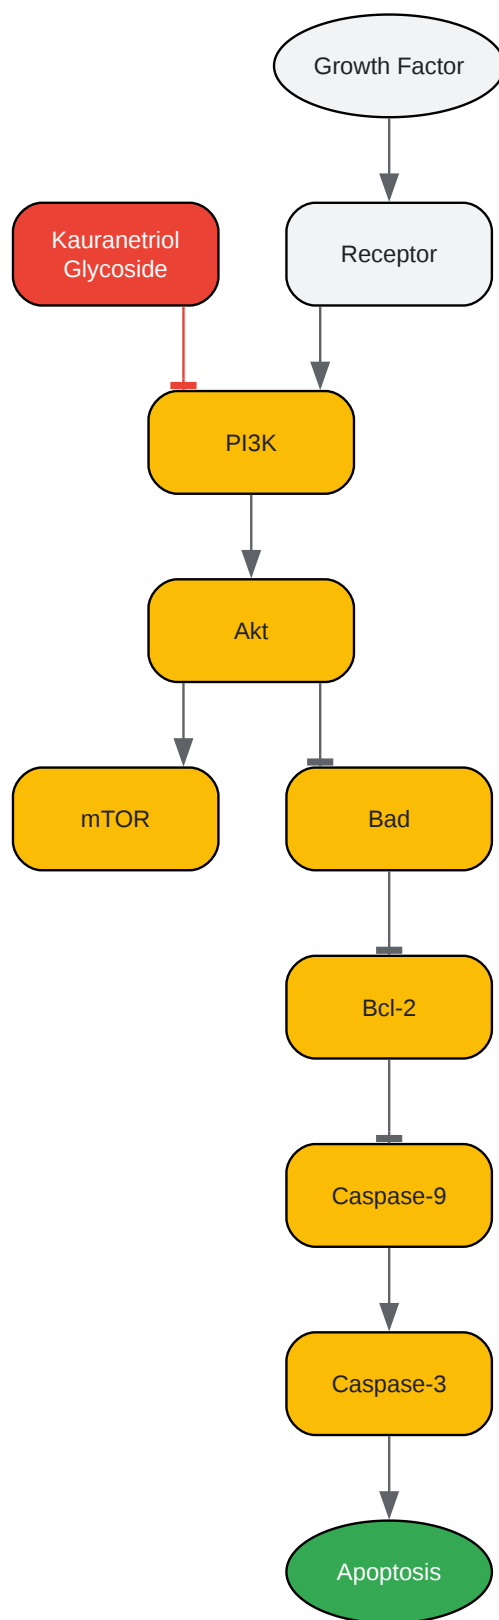 Growth Factor
Kauranetriol
Glycoside
Receptor
PI3K
Akt
mTOR
Bad
Bcl-2
Caspase-9
Caspase-3
Apoptosis